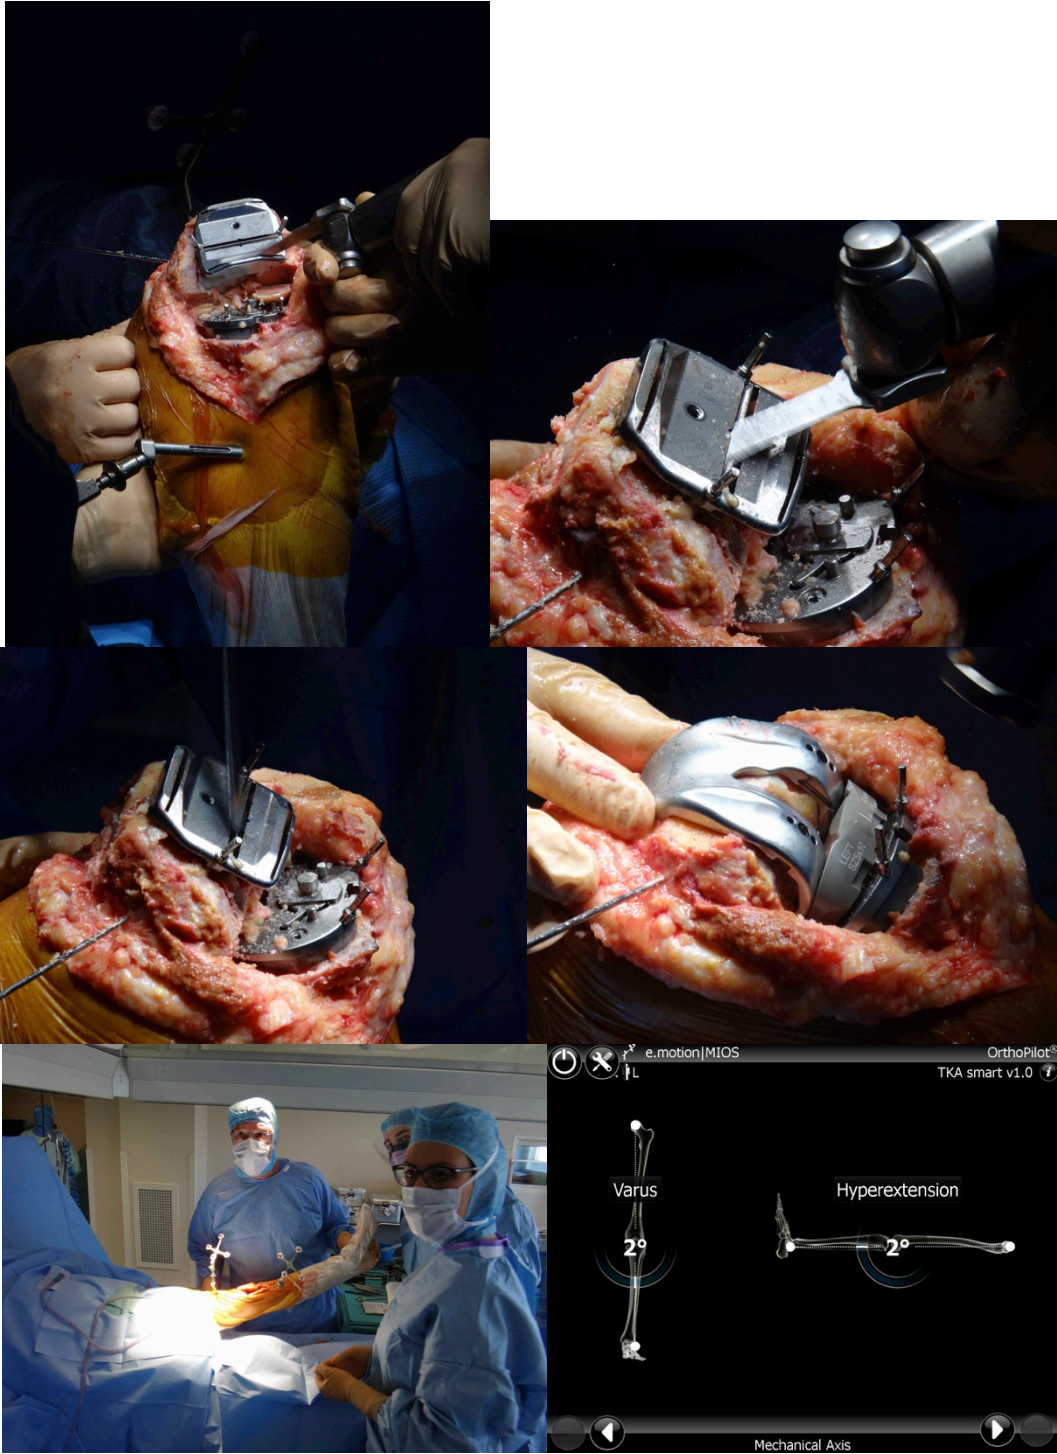 LEFT
e.motion|MIOS
OrthoPilot®
L
TKA smart v1.0
Varus
Hyperextension
2°
2°
Mechanical Axis